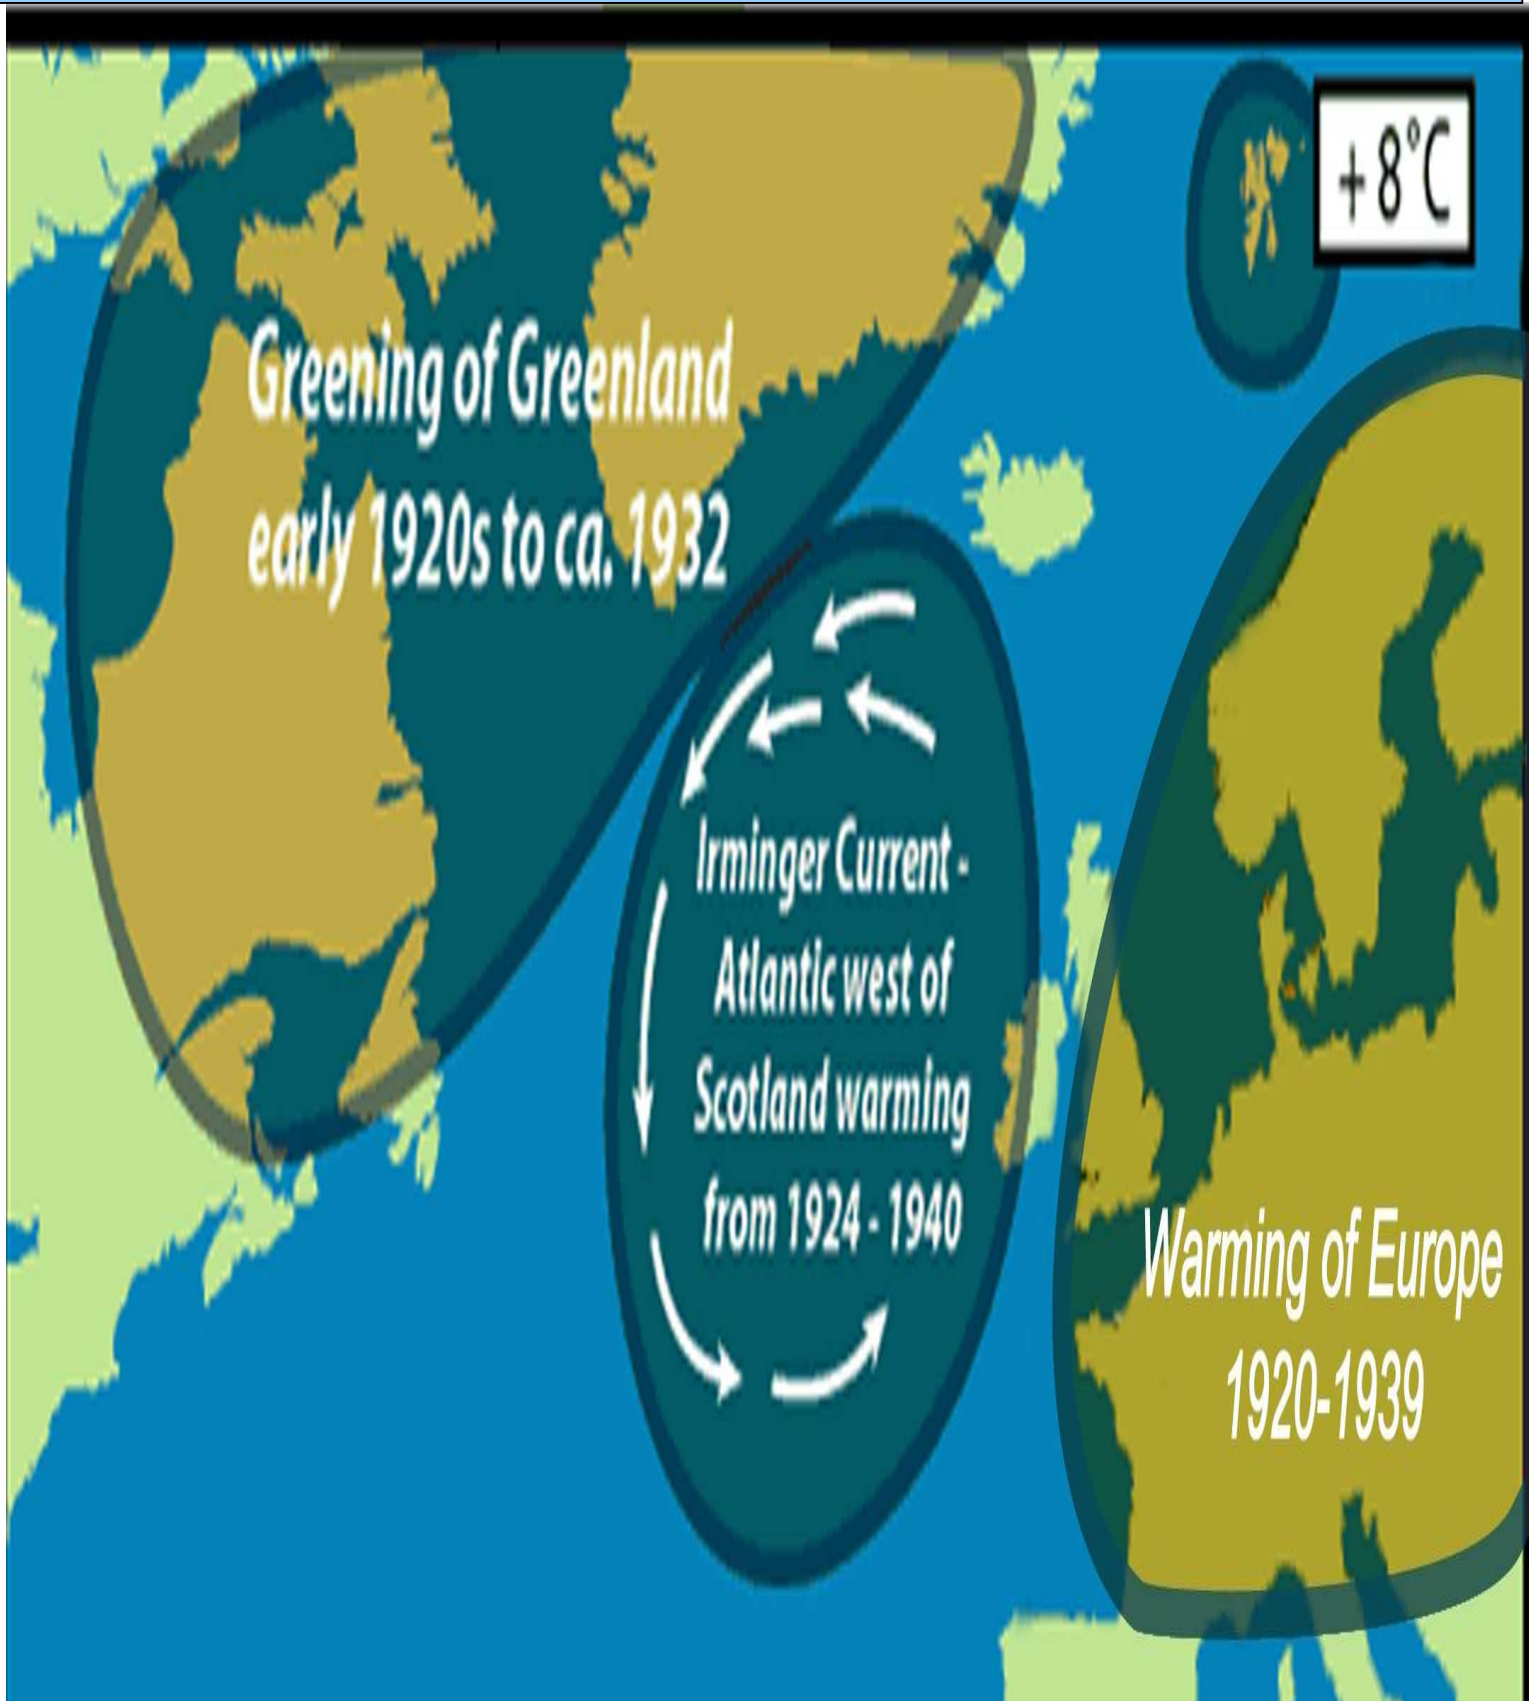 +8°C
Greening of Greenland
early 1920s to ca. 1932
Irminger Current -
Atlantic west of
Scotland warming
from 1924 - 1940
Warming of Europe
1920-1939